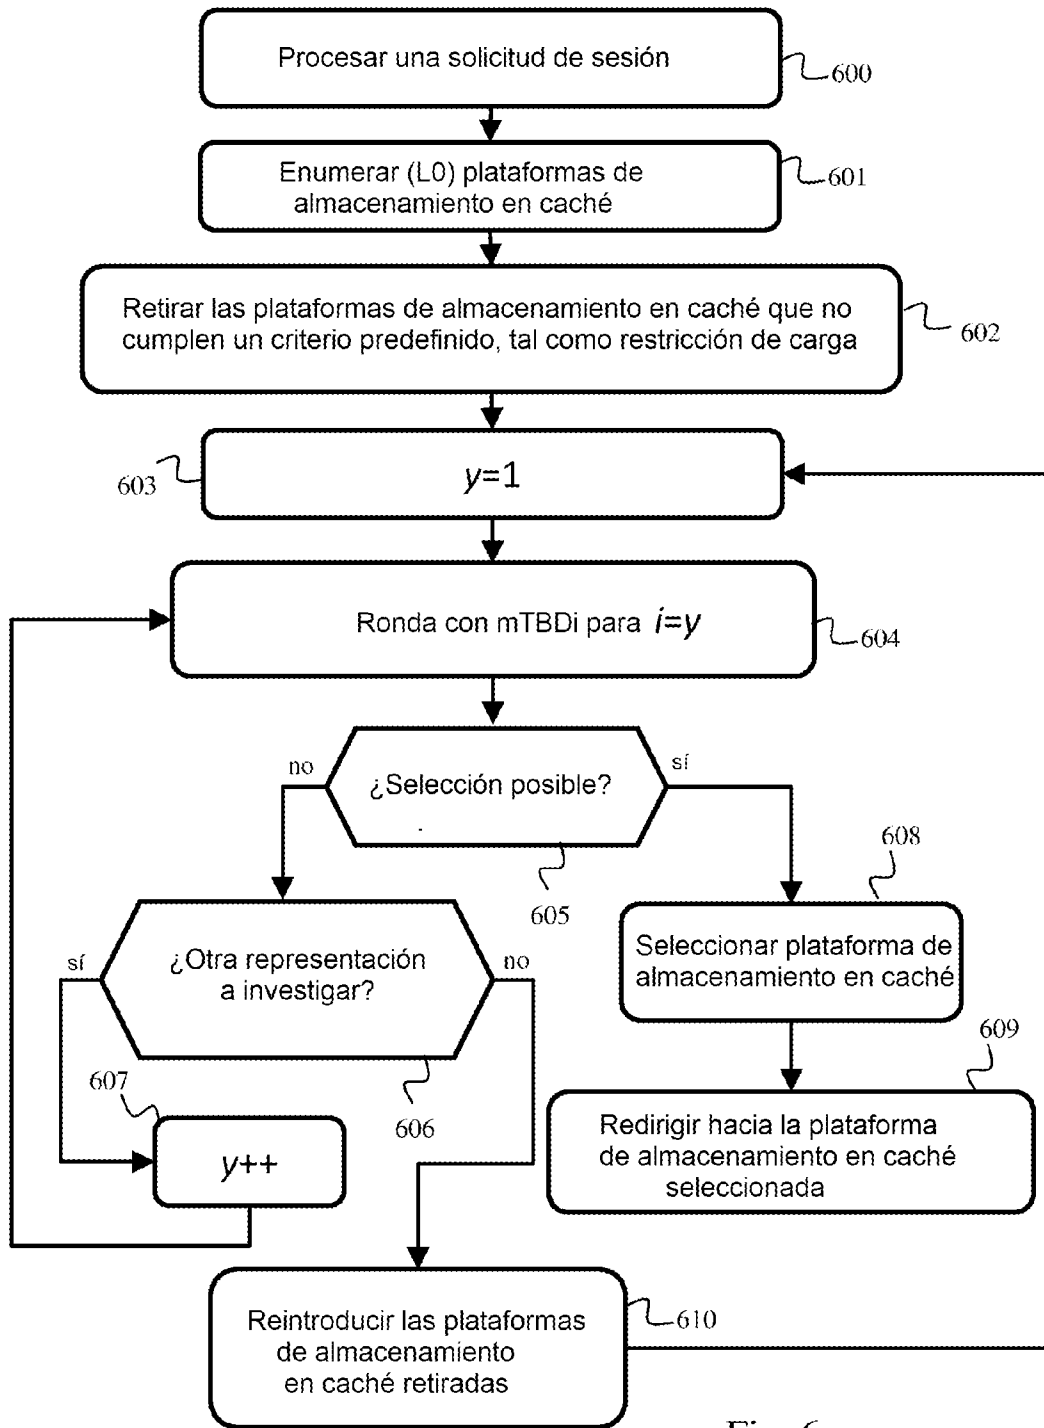 Procesar una solicitud de sesión
600
Enumerar (L0) plataformas de
almacenamiento en caché
601
Retirar las plataformas de almacenamiento en caché que no
cumplen un criterio predefinido, tal como restricción de carga
602
y=1
603
Ronda con mTBDi para i=y
604
¿Selección posible?
no
sí
605
608
Seleccionar plataforma de
almacenamiento en caché
¿Otra representación
a investigar?
sí
no
606
609
Redirigir hacia la plataforma
de almacenamiento en caché
seleccionada
607
y++
Reintroducir las plataformas
de almacenamiento
en caché retiradas
610